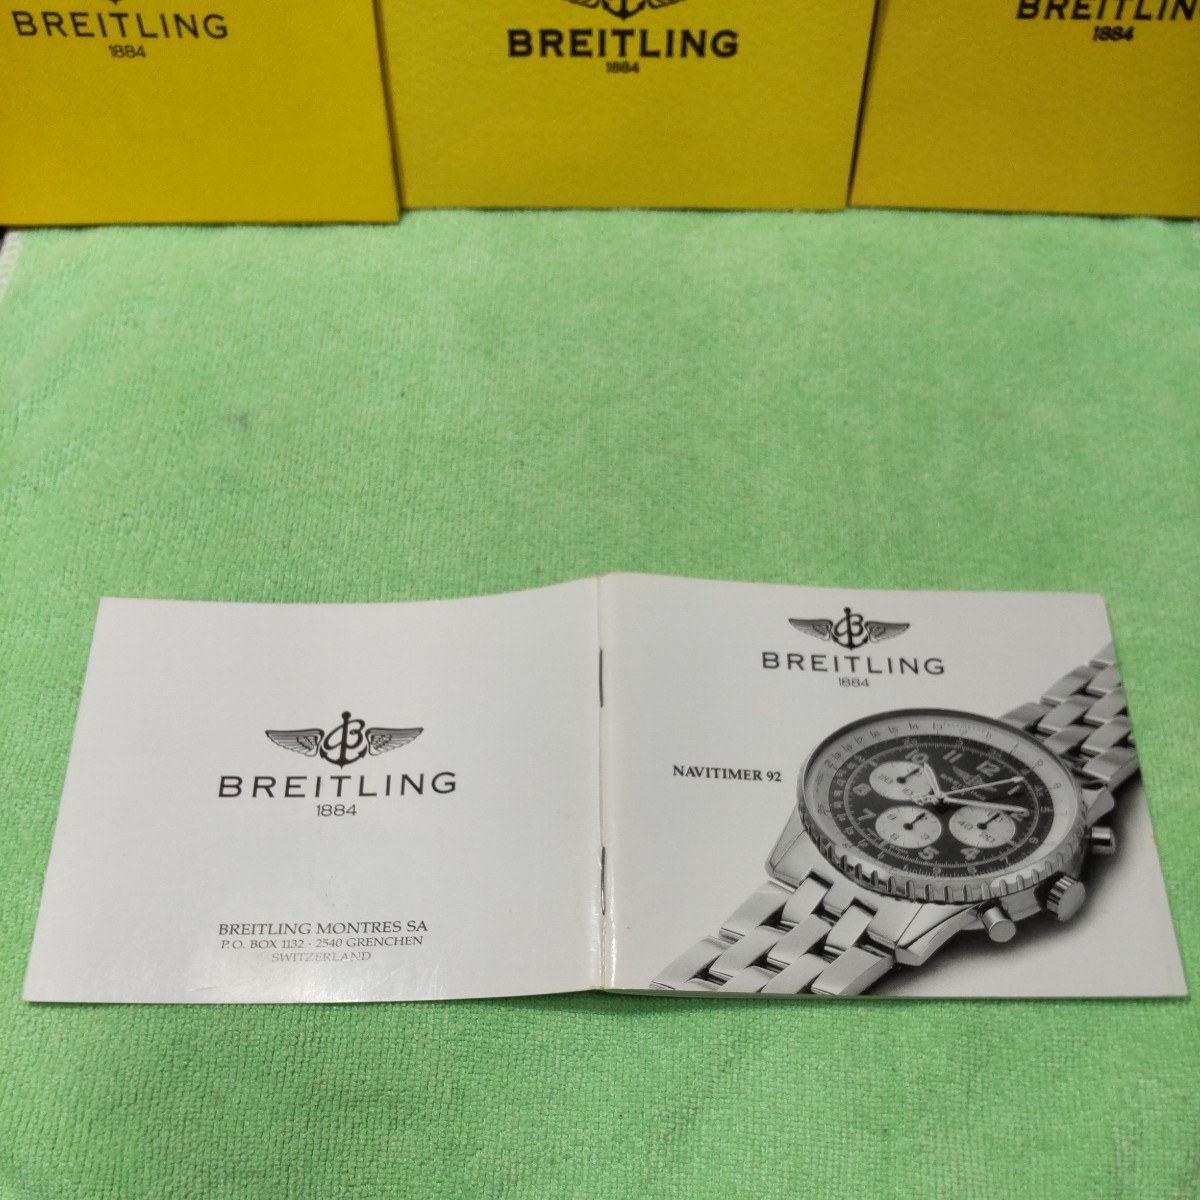 BREITLING
1884
BREITLING
1884
BREITLIN
1884
BREITLING
1884
BREITLING MONTRES SA
P.O. BOX 1132 - 2540 GRENCHEN
SWITZERLAND
BREITLING
1884
NAVITIMER 92